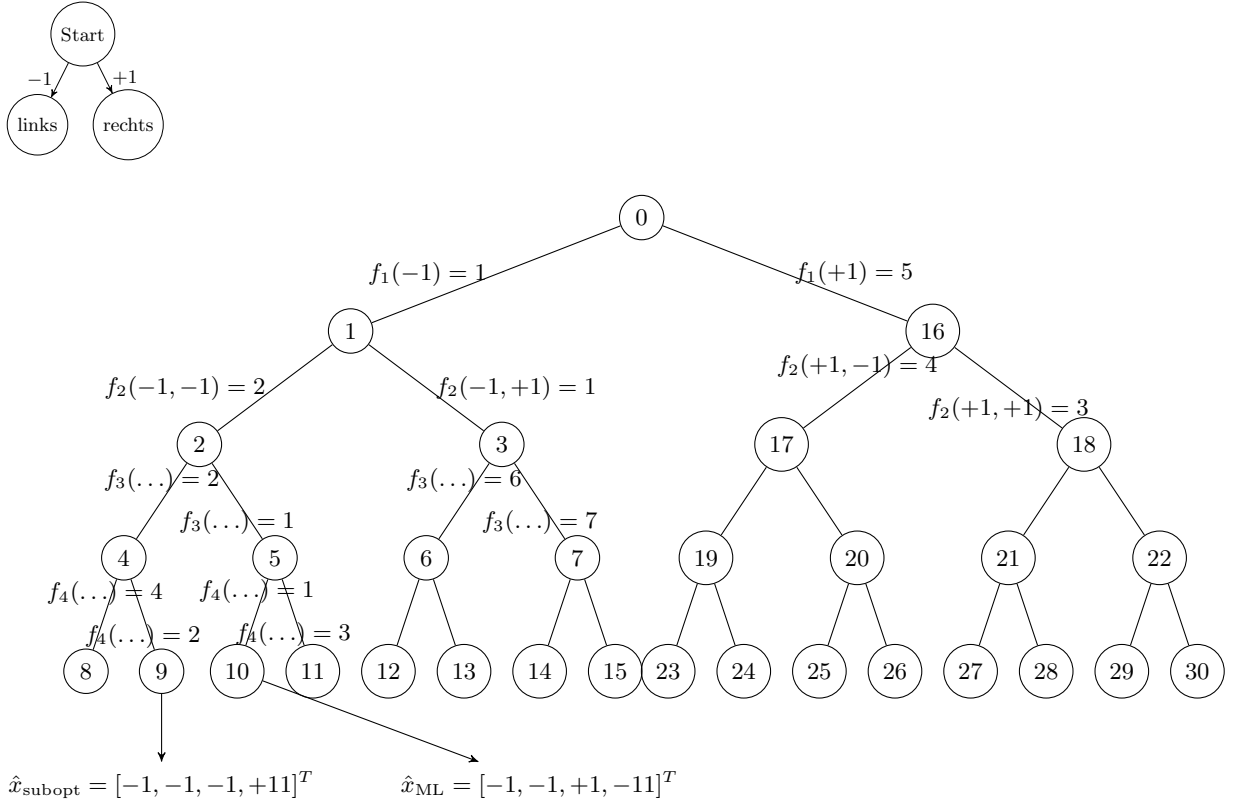 Start
−1 +1
links rechts
0
f₁(−1) = 1 f₁(+1) = 5
1 16
f₂(+1, −1) = 4
f₂(−1, −1) = 2 f₂(−1, +1) = 1
f₂(+1, +1) = 3
2 3 17 18
f₃(...) = 2 f₃(...) = 6
f₃(...) = 1 f₃(...) = 7
4 5 6 7 19 20 21 22
f₄(...) = 4 f₄(...) = 1
f₄(...) = 2 f₄(...) = 3
8 9 10 11 12 13 14 15 23 24 25 26 27 28 29 30
x̂subopt = [−1, −1, −1, +11]ᵀ x̂ML = [−1, −1, +1, −11]ᵀ